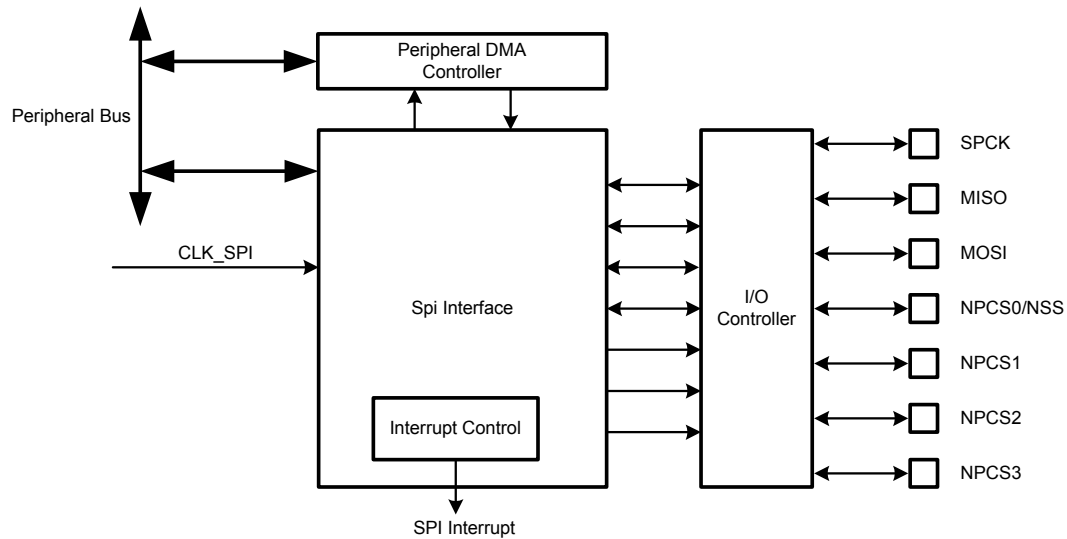 Peripheral DMA
Controller
Peripheral Bus
CLK_SPI
Spi Interface
Interrupt Control
SPI Interrupt
I/O
Controller
SPCK
MISO
MOSI
NPCS0/NSS
NPCS1
NPCS2
NPCS3